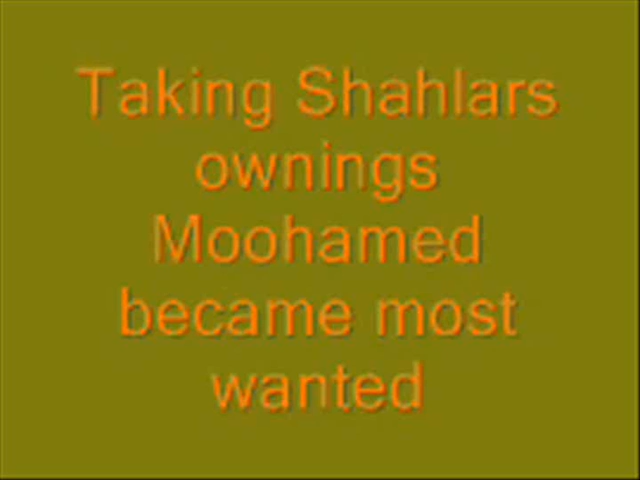 Taking Shahlars
ownings
Moohamed
became most
wanted